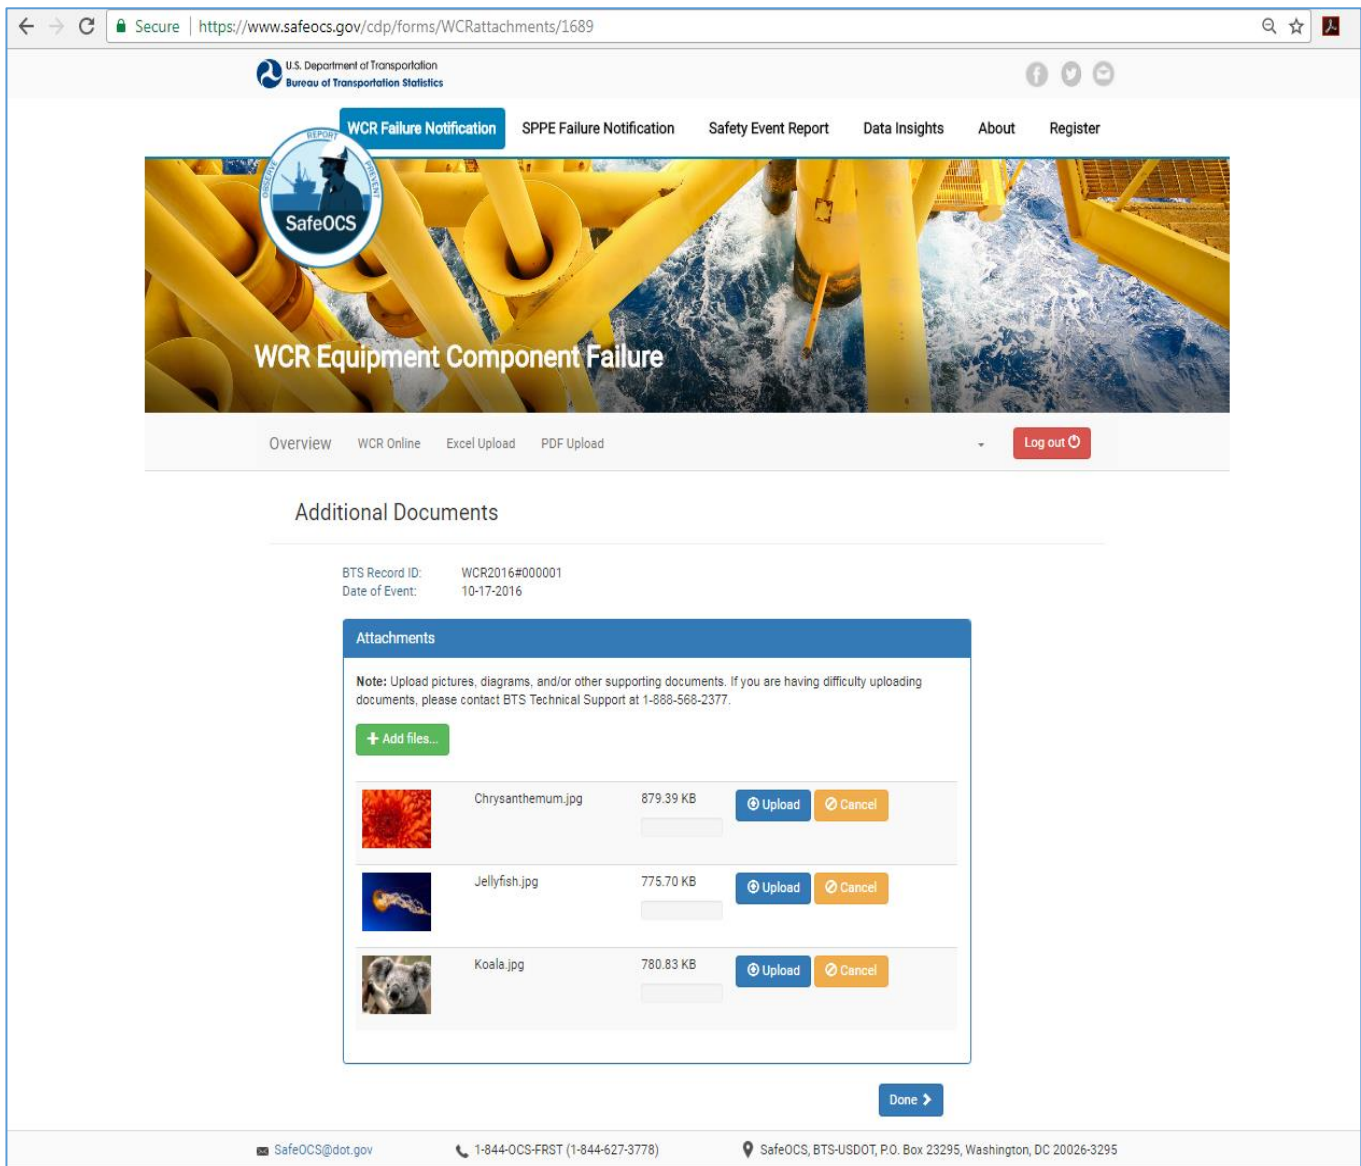 Secure | https://www.safeocs.gov/cdp/forms/WCRattachments/1689
U.S. Department of Transportation
Bureau of Transportation Statistics
WCR Failure Notification SPPE Failure Notification Safety Event Report Data Insights About Register
OBSERVE REPORT PREVENT
SafeOCS
WCR Equipment Component Failure
Overview WCR Online Excel Upload PDF Upload Log out
Additional Documents
BTS Record ID: WCR2016#000001
Date of Event: 10-17-2016
Attachments
Note: Upload pictures, diagrams, and/or other supporting documents. If you are having difficulty uploading
documents, please contact BTS Technical Support at 1-888-568-2377.
+ Add files...
Chrysanthemum.jpg 879.39 KB Upload Cancel
Jellyfish.jpg 775.70 KB Upload Cancel
Koala.jpg 780.83 KB Upload Cancel
Done
SafeOCS@dot.gov 1-844-OCS-FRST (1-844-627-3778) SafeOCS, BTS-USDOT, P.O. Box 23295, Washington, DC 20026-3295